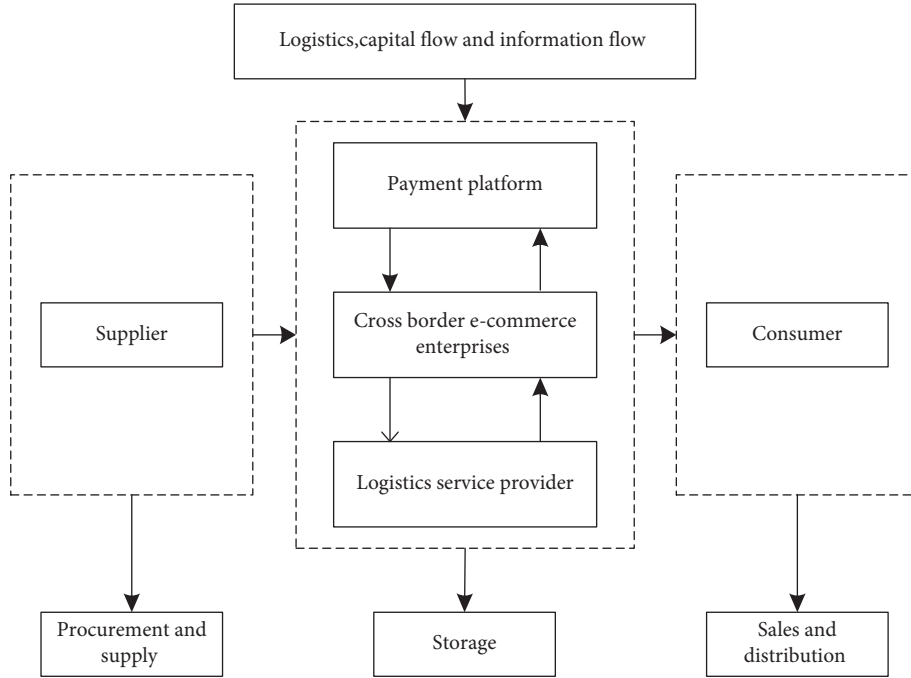 Logistics,capital flow and information flow
Payment platform
Supplier
Cross border e-commerce
enterprises
Consumer
Logistics service provider
Procurement and
supply
Storage
Sales and
distribution